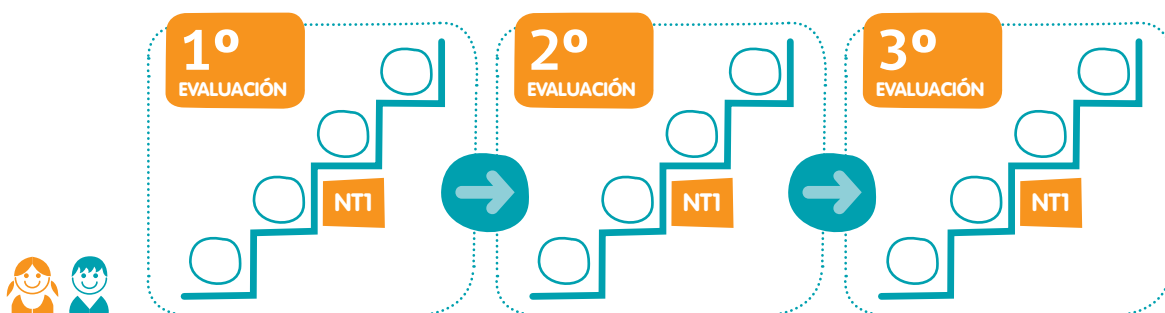 1º
EVALUACIÓN
NT1
2º
EVALUACIÓN
NT1
3º
EVALUACIÓN
NT1